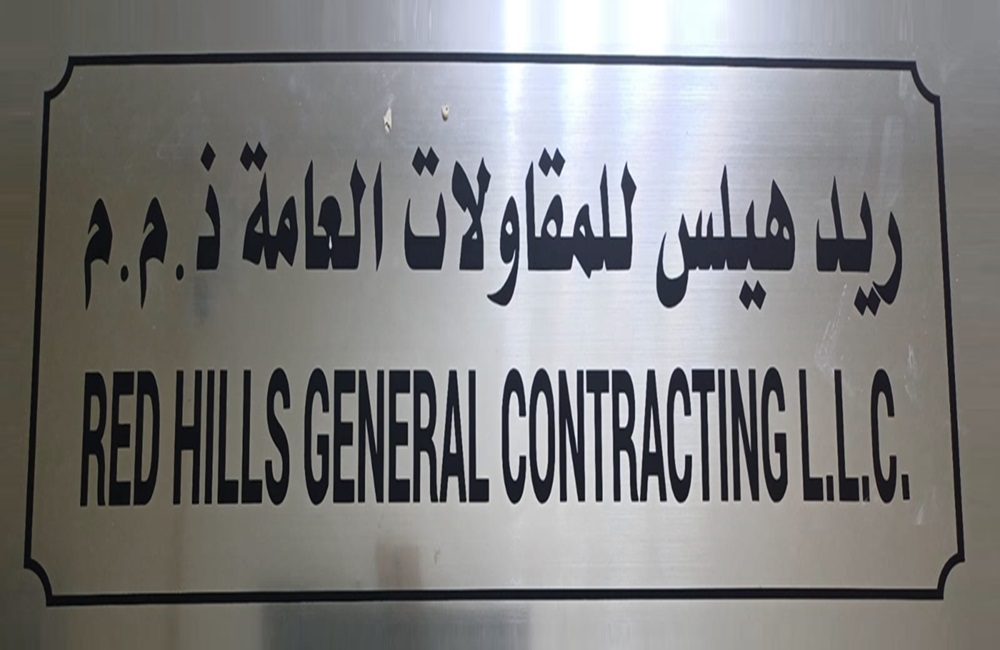 ريد هيلس للمقاولات العامة ذ.م.م
RED HILLS GENERAL CONTRACTING L.L.C.